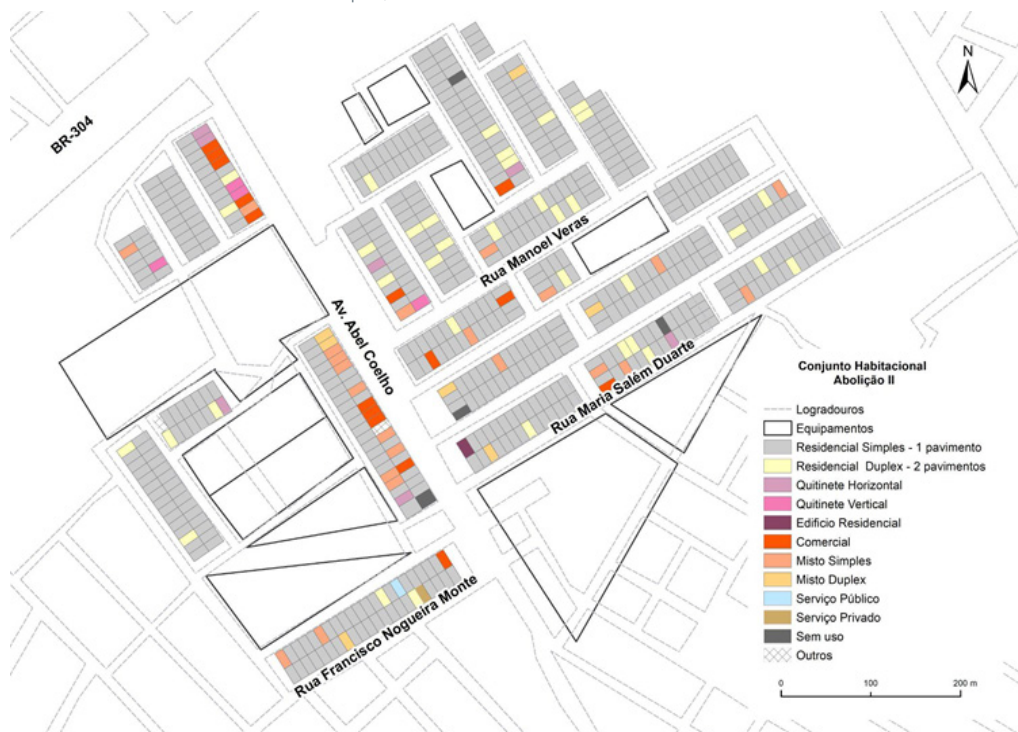 N
BR-304
Rua Manoel Veras
Av. Abel Coelho
Rua Maria Salém Duarte
Rua Francisco Nogueira Monte
Conjunto Habitacional
Abolição II
Logradouros
Equipamentos
Residencial Simples - 1 pavimento
Residencial Duplex - 2 pavimentos
Quitinete Horizontal
Quitinete Vertical
Edificio Residencial
Comercial
Misto Simples
Misto Duplex
Serviço Público
Serviço Privado
Sem uso
Outros
0 100 200 m